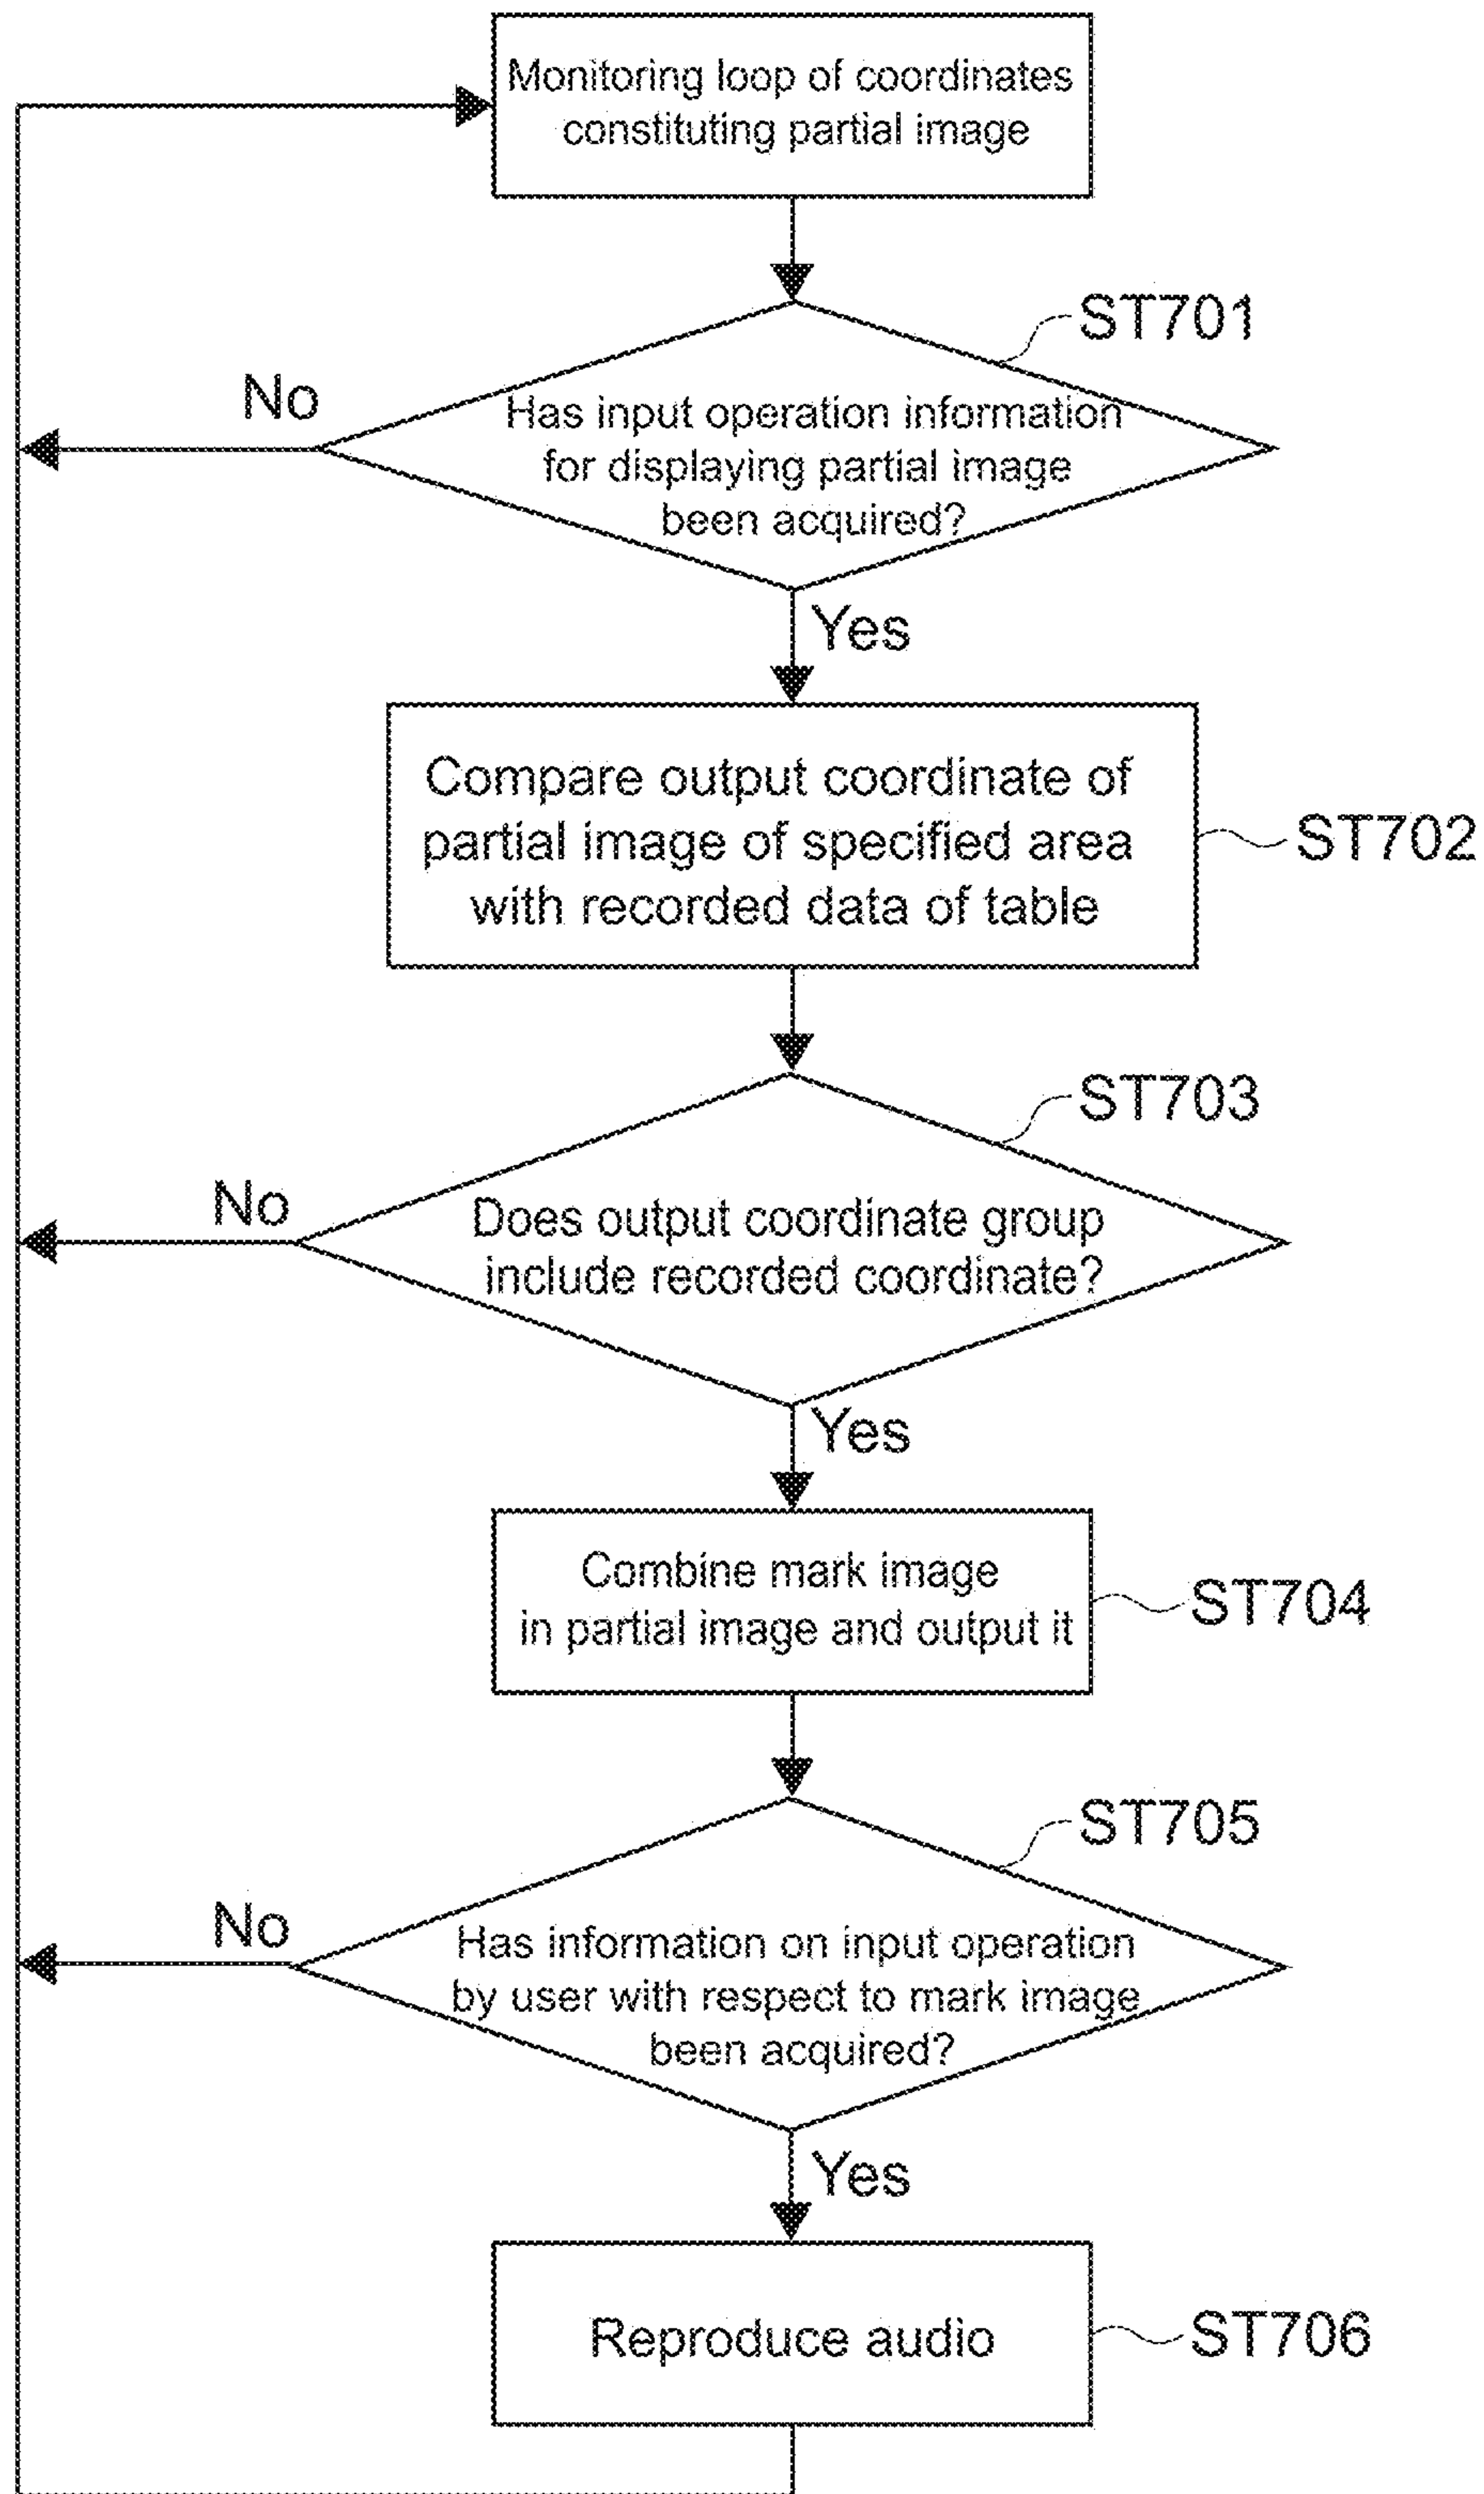 Monitoring loop of coordinates
constituting partial image
ST701
No
Has input operation information
for displaying partial image
been acquired?
Yes
Compare output coordinate of
partial image of specified area
with recorded data of table
ST702
ST703
No
Does output coordinate group
include recorded coordinate?
Yes
Combine mark image
in partial image and output it
ST704
ST705
No
Has information on input operation
by user with respect to mark image
been acquired?
Yes
Reproduce audio
ST706